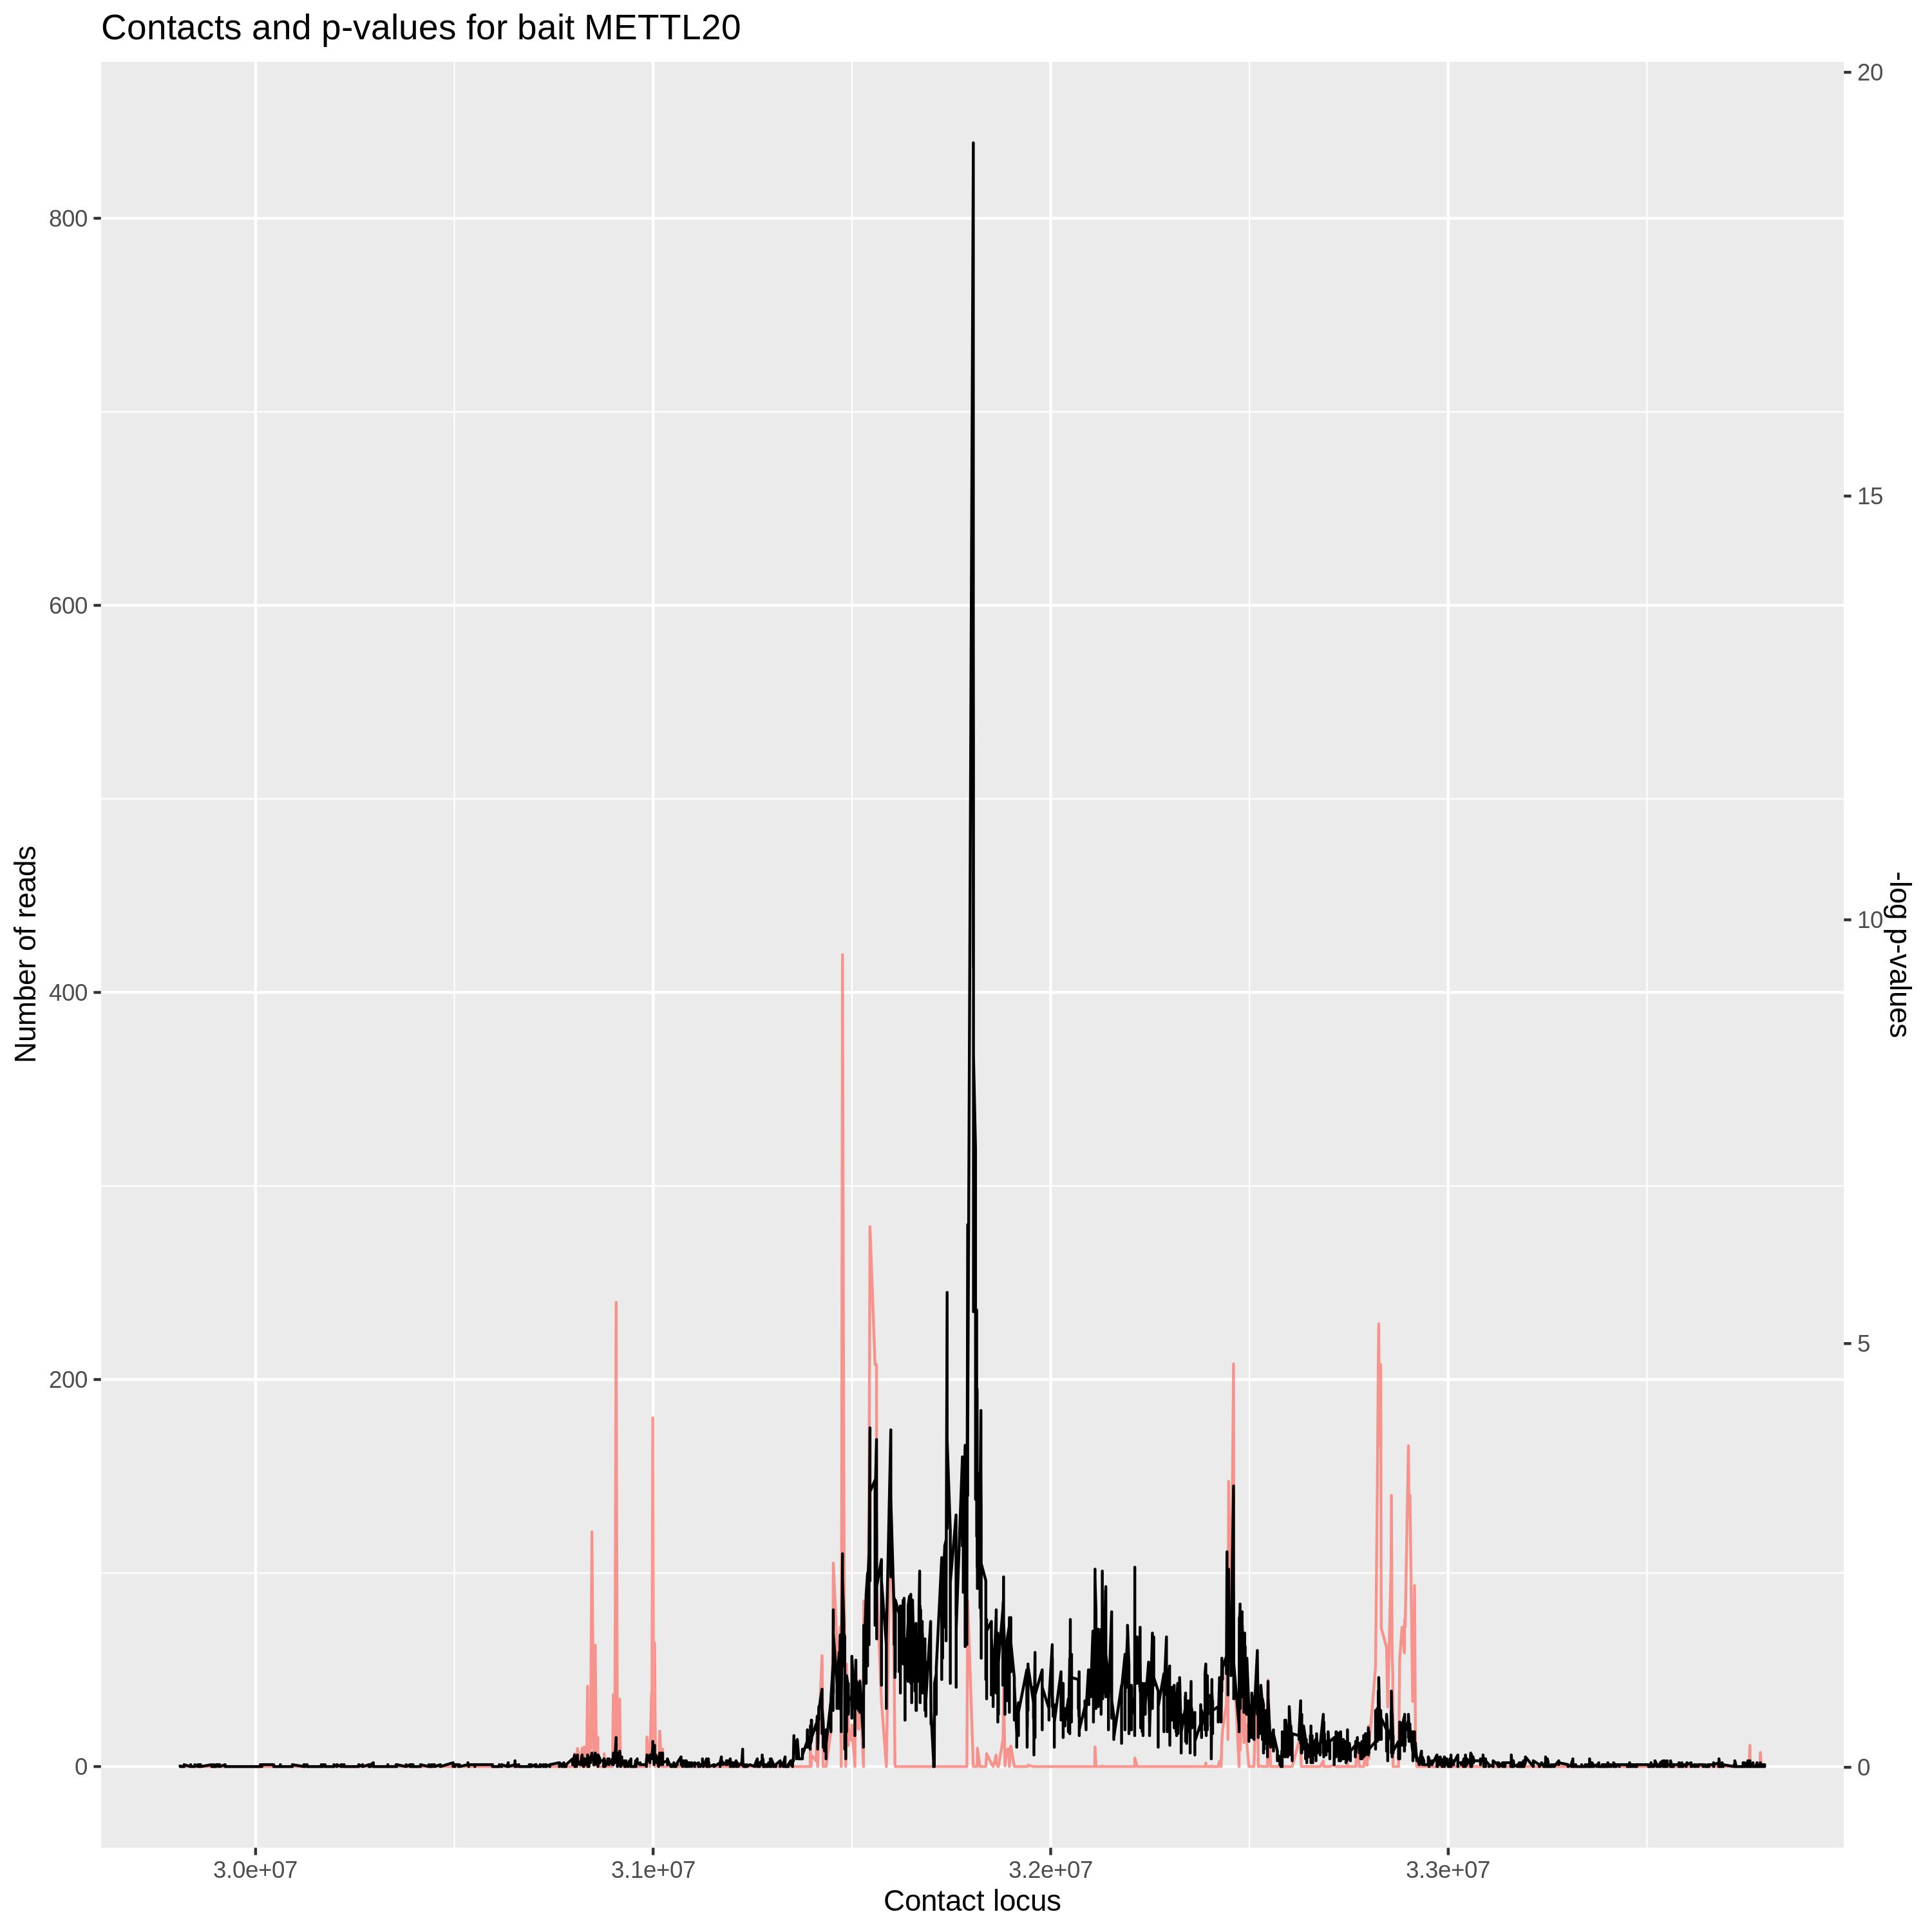 Contacts and p-values for bait METTL20
800
600
400
200
0
20
15
10
5
0
Number of reads
-log p-values
3.0e+07 3.1e+07 3.2e+07 3.3e+07
Contact locus